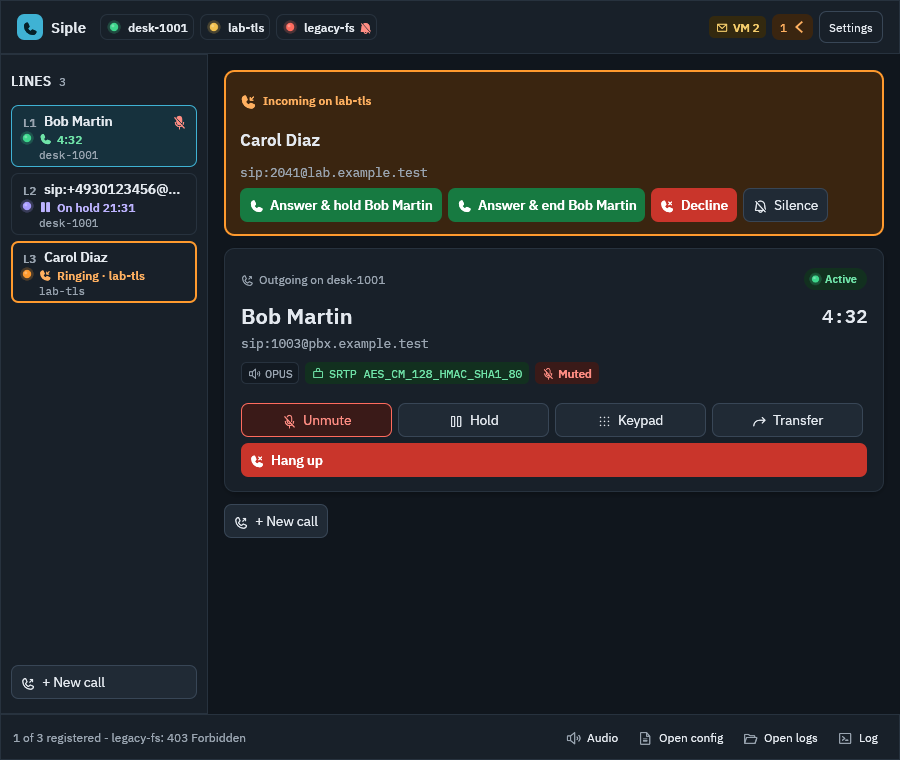 Siple desk-1001 lab-tls legacy-fs VM 2 1 Settings
LINES 3
L1 Bob Martin
4:32
desk-1001
L2 sip:+4930123456@...
On hold 21:31
desk-1001
L3 Carol Diaz
Ringing · lab-tls
lab-tls
+ New call
Incoming on lab-tls
Carol Diaz
sip:2041@lab.example.test
Answer & hold Bob Martin Answer & end Bob Martin Decline Silence
Outgoing on desk-1001 Active
Bob Martin 4:32
sip:1003@pbx.example.test
OPUS SRTP AES_CM_128_HMAC_SHA1_80 Muted
Unmute Hold Keypad Transfer
Hang up
+ New call
1 of 3 registered - legacy-fs: 403 Forbidden Audio Open config Open logs Log